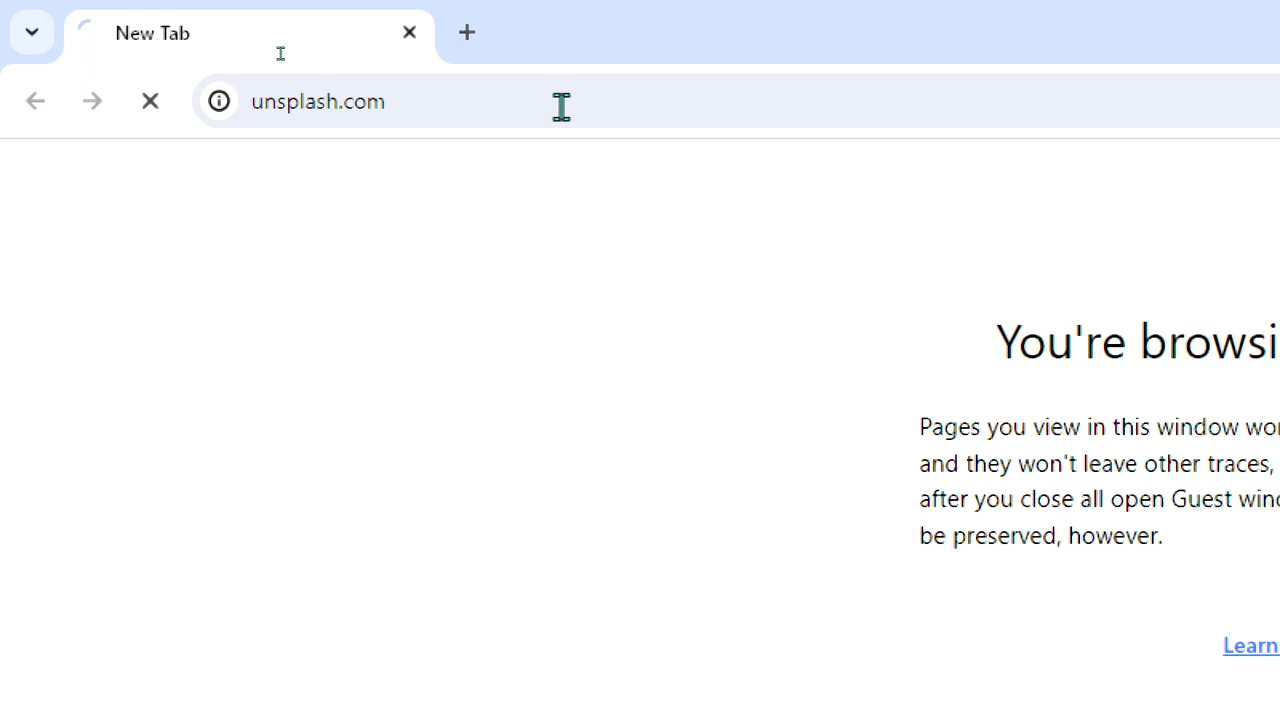 New Tab
unsplash.com
You're browsi
Pages you view in this window wo
and they won't leave other traces,
after you close all open Guest wind
be preserved, however.
Learn